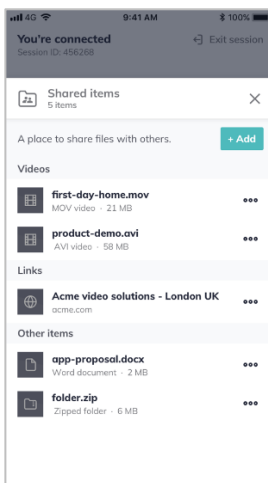 4G 9:41 AM 100%
You're connected
Exit session
Session ID: 456268
Shared items
5 items
A place to share files with others.
+ Add
Videos
first-day-home.mov
MOV video · 21 MB
product-demo.avi
AVI video · 58 MB
Links
Acme video solutions - London UK
acme.com
Other items
app-proposal.docx
Word document · 2 MB
folder.zip
Zipped folder · 6 MB